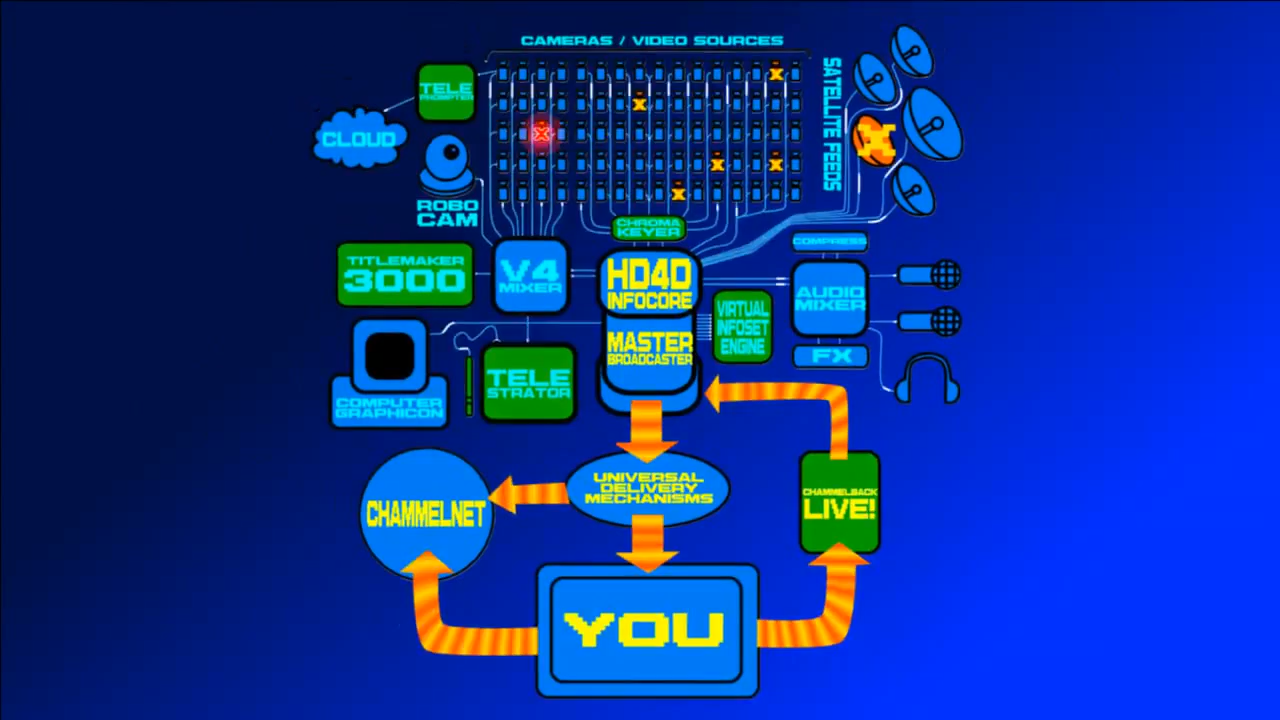 CAMERAS / VIDEO SOURCES
TELE
PROMPTER
CLOUD
ROBO
CAM
SATELLITE FEEDS
CHROMA
KEYER
TITLEMAKER
3000
V4
MIXER
HD4D
INFOCORE
COMPRESS
AUDIO
MIXER
FX
VIRTUAL
INFOSET
ENGINE
MASTER
BROADCASTER
COMPUTER
GRAPHICON
TELE
STRATOR
UNIVERSAL
DELIVERY
MECHANISMS
CHAMMELNET
CHAMMELBACK
LIVE!
YOU